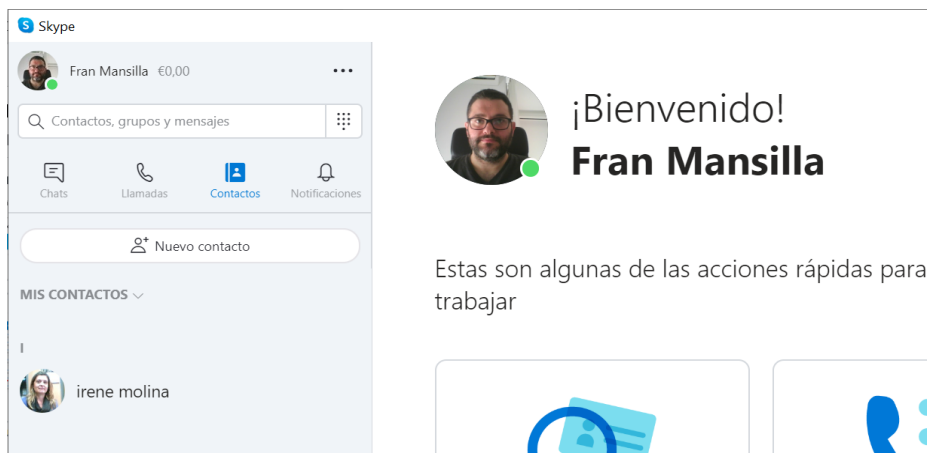 Skype
Fran Mansilla €0,00
Contactos, grupos y mensajes
Chats
Llamadas
Contactos
Notificaciones
Nuevo contacto
MIS CONTACTOS
I
irene molina
¡Bienvenido!
Fran Mansilla
Estas son algunas de las acciones rápidas para
trabajar